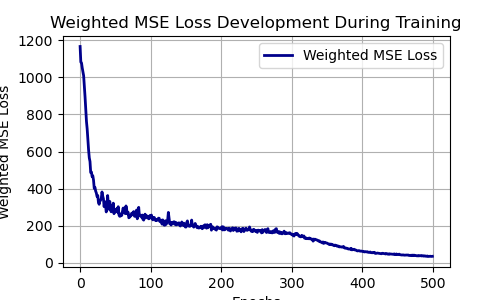 Weighted MSE Loss Development During Training
Weighted MSE Loss
Weighted MSE Loss
1200
1000
800
600
400
200
0
0 100 200 300 400 500
Epochs